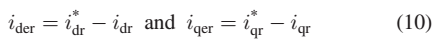 i_der = i*_dr − i_dr and i_qer = i*_qr − i_qr (10)